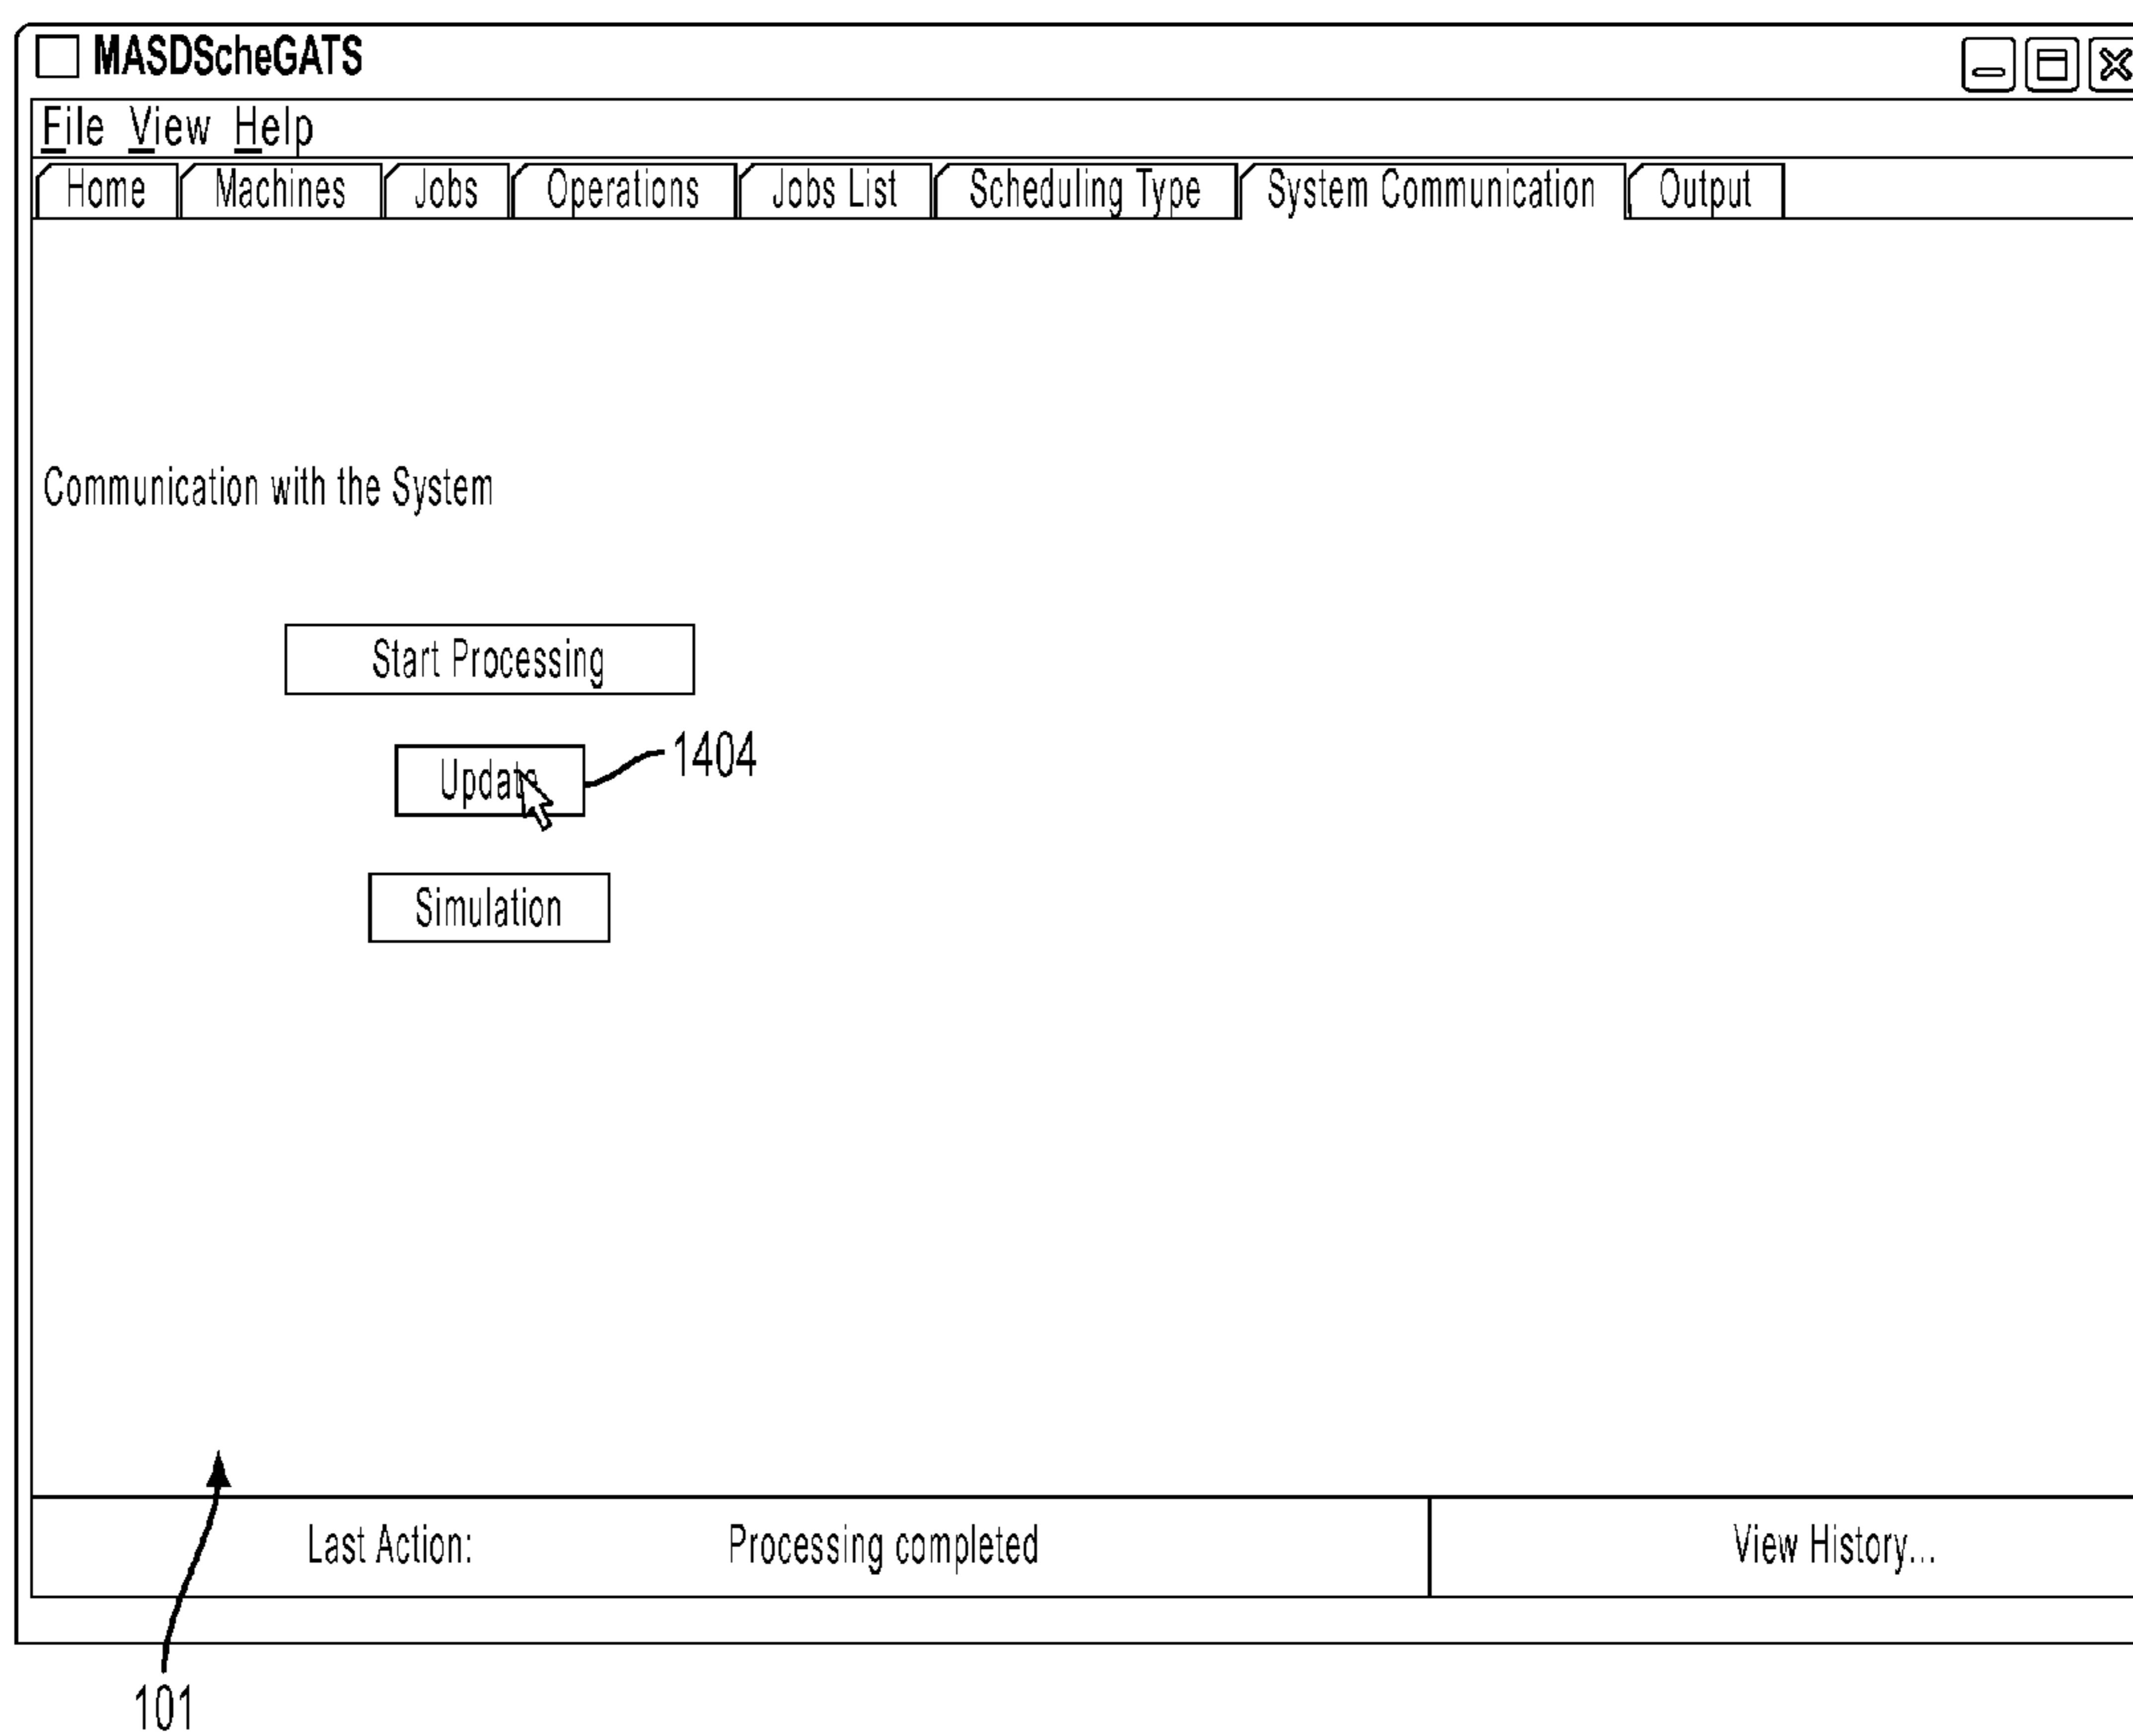 MASDScheGATS
File View Help
Home Machines Jobs Operations Jobs List Scheduling Type System Communication Output
Communication with the System
Start Processing
Update
1404
Simulation
Last Action: Processing completed View History...
101